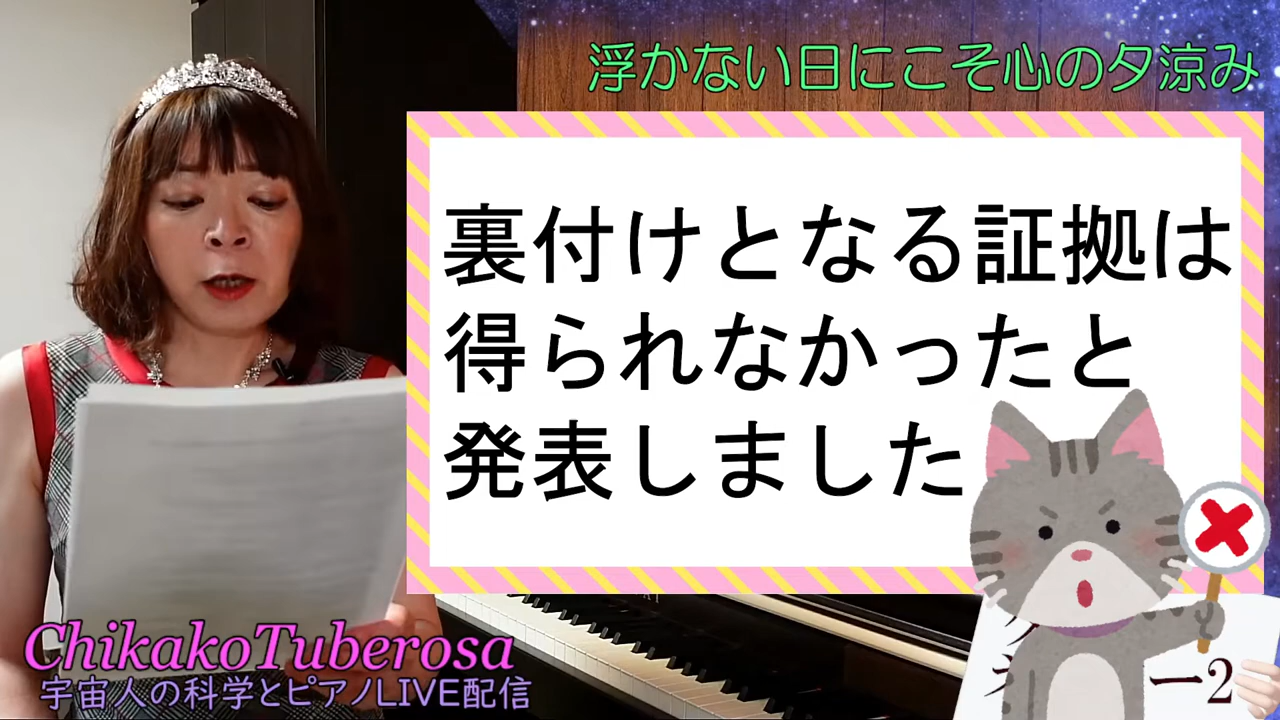 浮かない日にこそ心の夕涼み
裏付けとなる証拠は
得られなかったと
発表しました
ChikakoTuberosa
宇宙人の科学とピアノLIVE配信
ー2